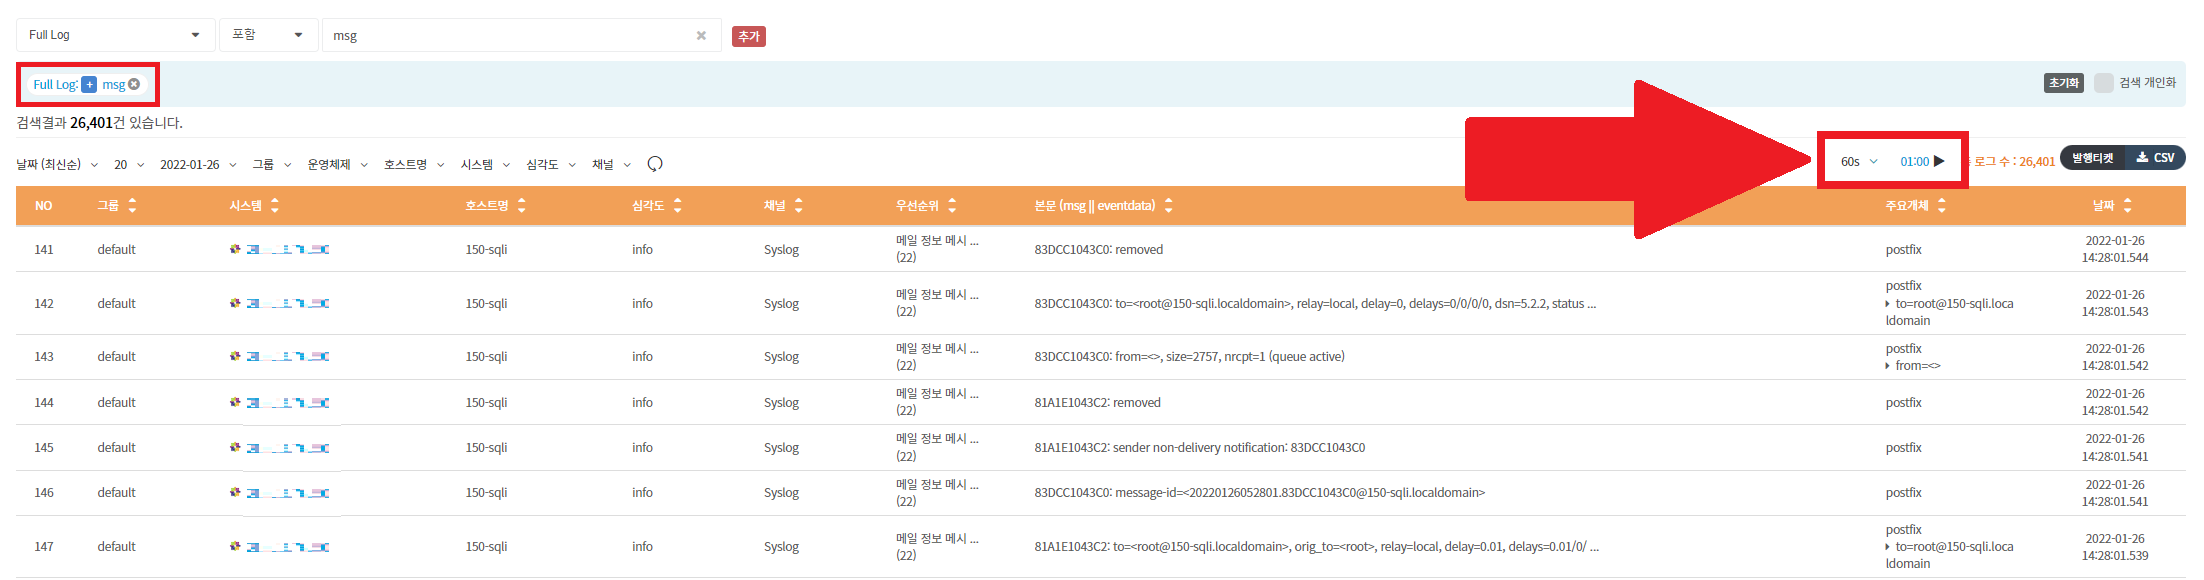 Full Log 포함 msg 추가
Full Log: + msg 초기화 검색 개인화
검색결과 26,401건 있습니다.
날짜 (최신순) 20 2022-01-26 그룹 운영체제 호스트명 시스템 심각도 채널 60s 01:00 로그 수 : 26,401 발행티켓 CSV
NO 그룹 시스템 호스트명 심각도 채널 우선순위 본문 (msg || eventdata) 주요개체 날짜
141 default 150-sqli info Syslog 메일 정보 메시 ... (22) 83DCC1043C0: removed postfix 2022-01-26 14:28:01.544
142 default 150-sqli info Syslog 메일 정보 메시 ... (22) 83DCC1043C0: to=<root@150-sqli.localdomain>, relay=local, delay=0, delays=0/0/0/0, dsn=5.2.2, status ... postfix to=root@150-sqli.localdomain 2022-01-26 14:28:01.543
143 default 150-sqli info Syslog 메일 정보 메시 ... (22) 83DCC1043C0: from=<>, size=2757, nrcpt=1 (queue active) postfix from=<> 2022-01-26 14:28:01.542
144 default 150-sqli info Syslog 메일 정보 메시 ... (22) 81A1E1043C2: removed postfix 2022-01-26 14:28:01.542
145 default 150-sqli info Syslog 메일 정보 메시 ... (22) 81A1E1043C2: sender non-delivery notification: 83DCC1043C0 postfix 2022-01-26 14:28:01.541
146 default 150-sqli info Syslog 메일 정보 메시 ... (22) 83DCC1043C0: message-id=<20220126052801.83DCC1043C0@150-sqli.localdomain> postfix 2022-01-26 14:28:01.541
147 default 150-sqli info Syslog 메일 정보 메시 ... (22) 81A1E1043C2: to=<root@150-sqli.localdomain>, orig_to=<root>, relay=local, delay=0.01, delays=0.01/0/ ... postfix to=root@150-sqli.localdomain 2022-01-26 14:28:01.539